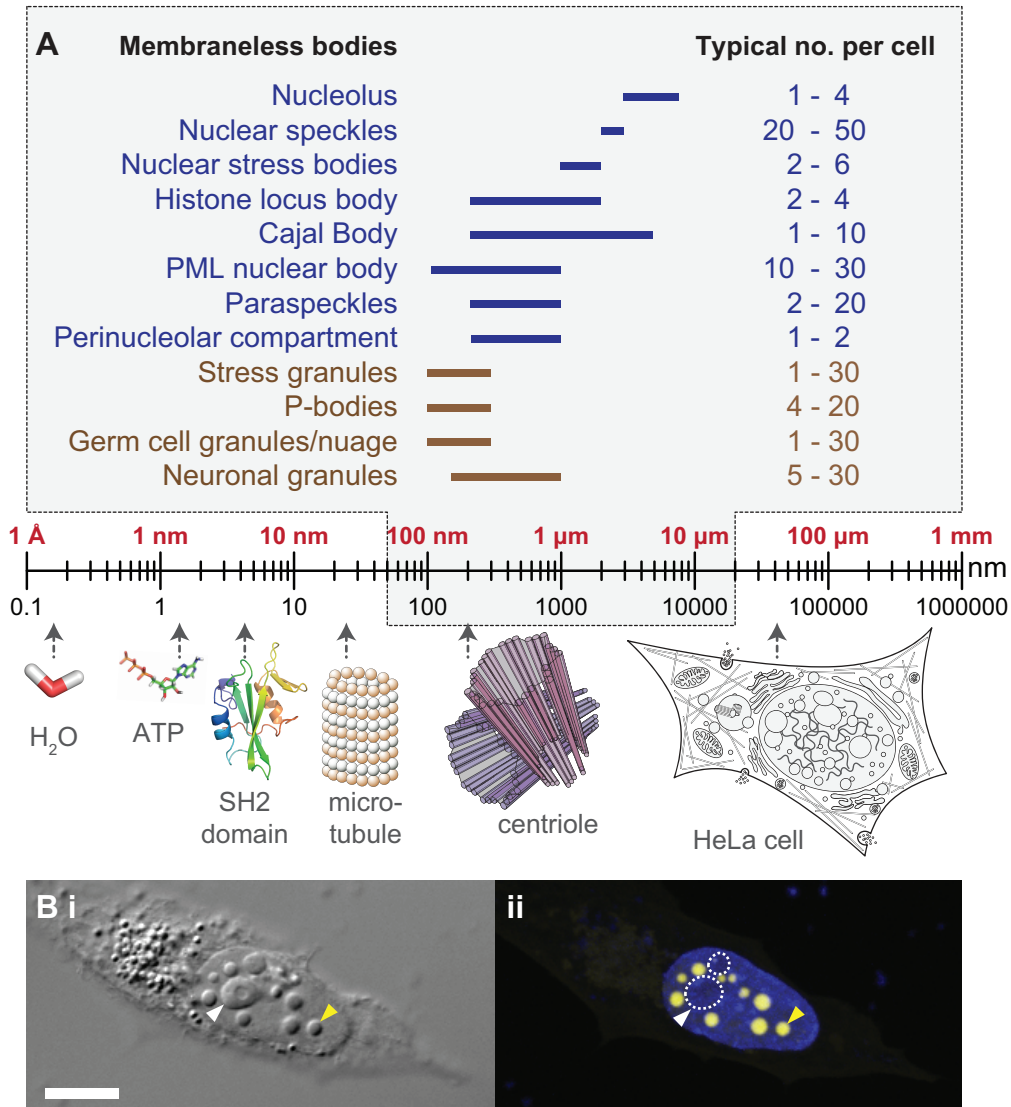 A Membraneless bodies Typical no. per cell
Nucleolus 1 - 4
Nuclear speckles 20 - 50
Nuclear stress bodies 2 - 6
Histone locus body 2 - 4
Cajal Body 1 - 10
PML nuclear body 10 - 30
Paraspeckles 2 - 20
Perinucleolar compartment 1 - 2
Stress granules 1 - 30
P-bodies 4 - 20
Germ cell granules/nuage 1 - 30
Neuronal granules 5 - 30
1 Å 1 nm 10 nm 100 nm 1 µm 10 µm 100 µm 1 mm
nm
0.1 1 10 100 1000 10000 100000 1000000
H2O
ATP
SH2
domain
micro-
tubule
centriole
HeLa cell
B i
ii